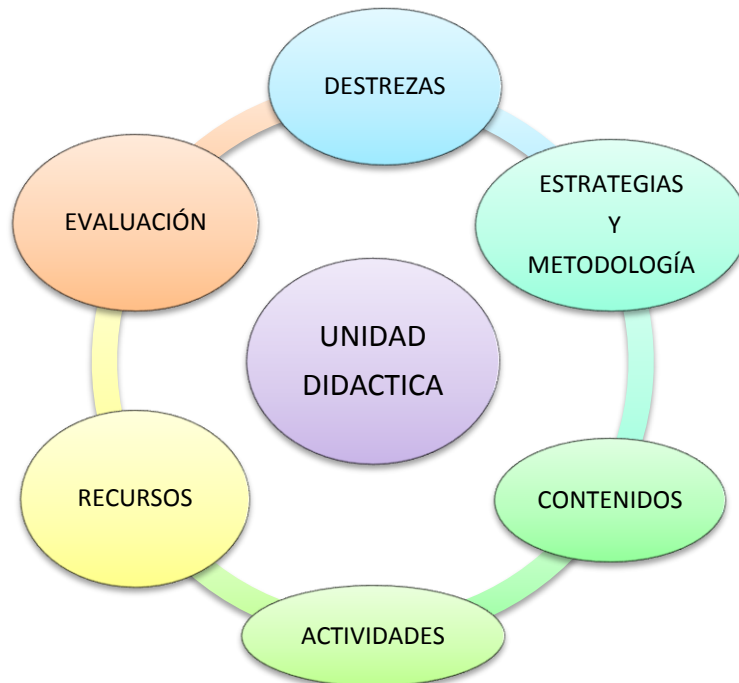 DESTREZAS
ESTRATEGIAS
Y
METODOLOGÍA
EVALUACIÓN
UNIDAD
DIDACTICA
RECURSOS
CONTENIDOS
ACTIVIDADES